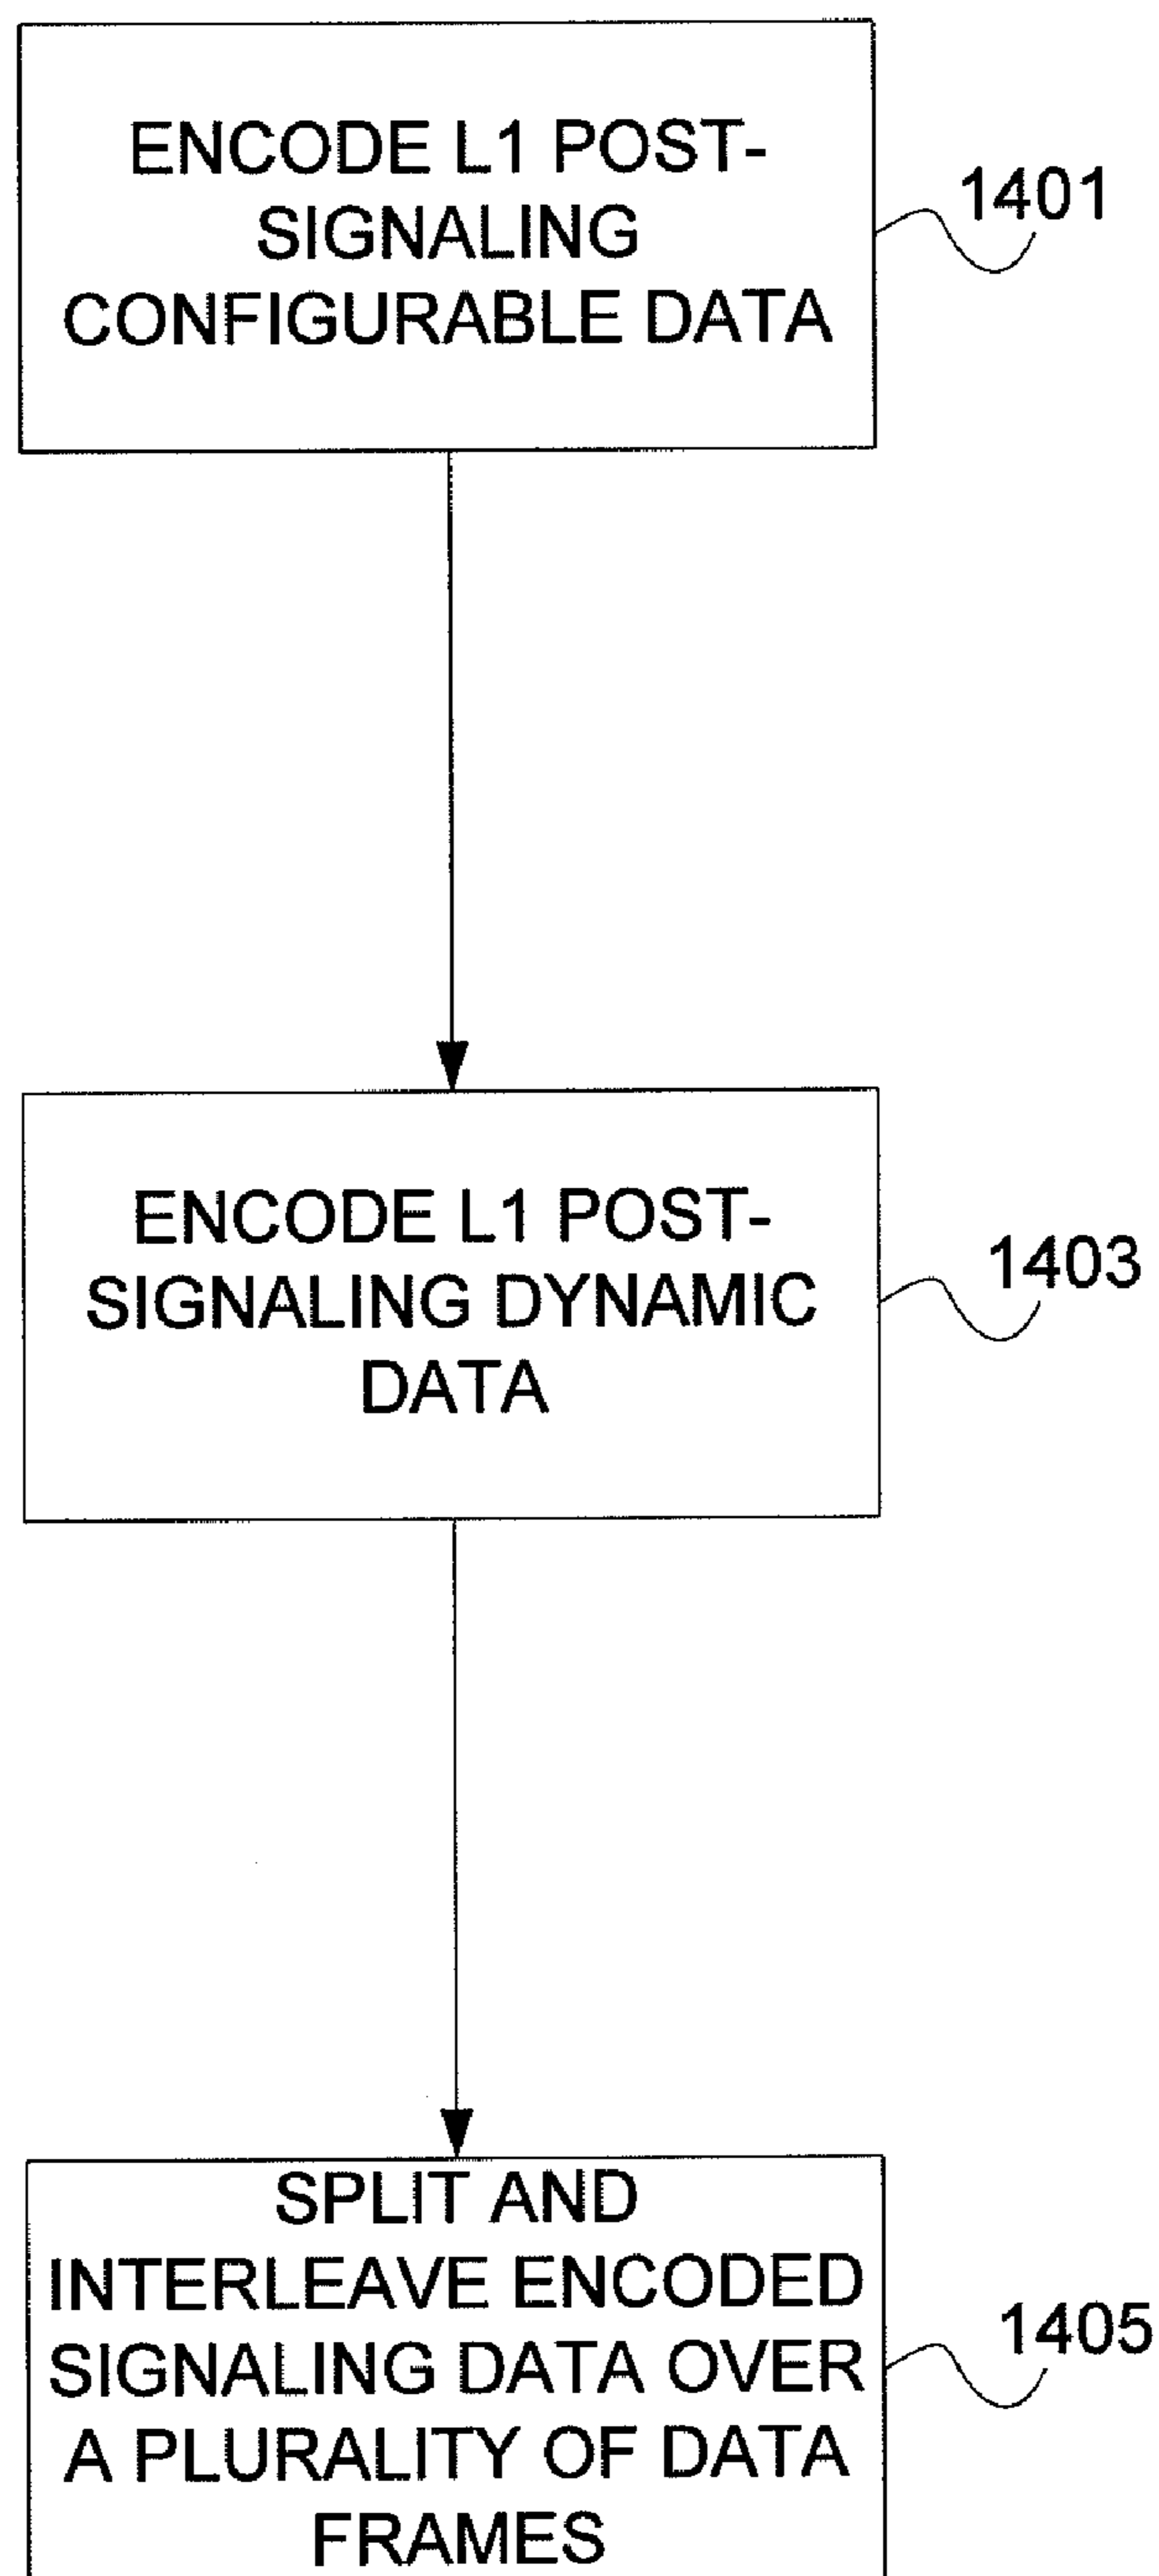 ENCODE L1 POST-
SIGNALING
CONFIGURABLE DATA
1401
ENCODE L1 POST-
SIGNALING DYNAMIC
DATA
1403
SPLIT AND
INTERLEAVE ENCODED
SIGNALING DATA OVER
A PLURALITY OF DATA
FRAMES
1405